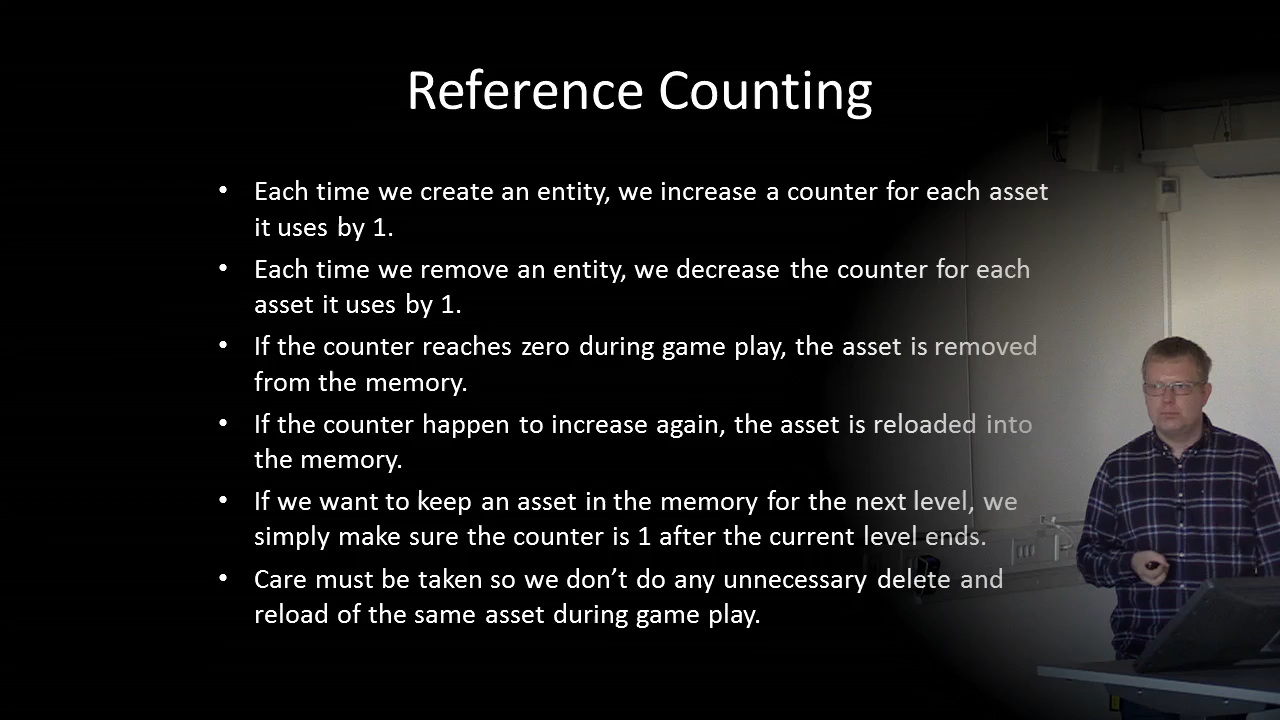 Reference Counting
• Each time we create an entity, we increase a counter for each asset
it uses by 1.
• Each time we remove an entity, we decrease the counter for each
asset it uses by 1.
• If the counter reaches zero during game play, the asset is removed
from the memory.
• If the counter happen to increase again, the asset is reloaded into
the memory.
• If we want to keep an asset in the memory for the next level, we
simply make sure the counter is 1 after the current level ends.
• Care must be taken so we don’t do any unnecessary delete and
reload of the same asset during game play.